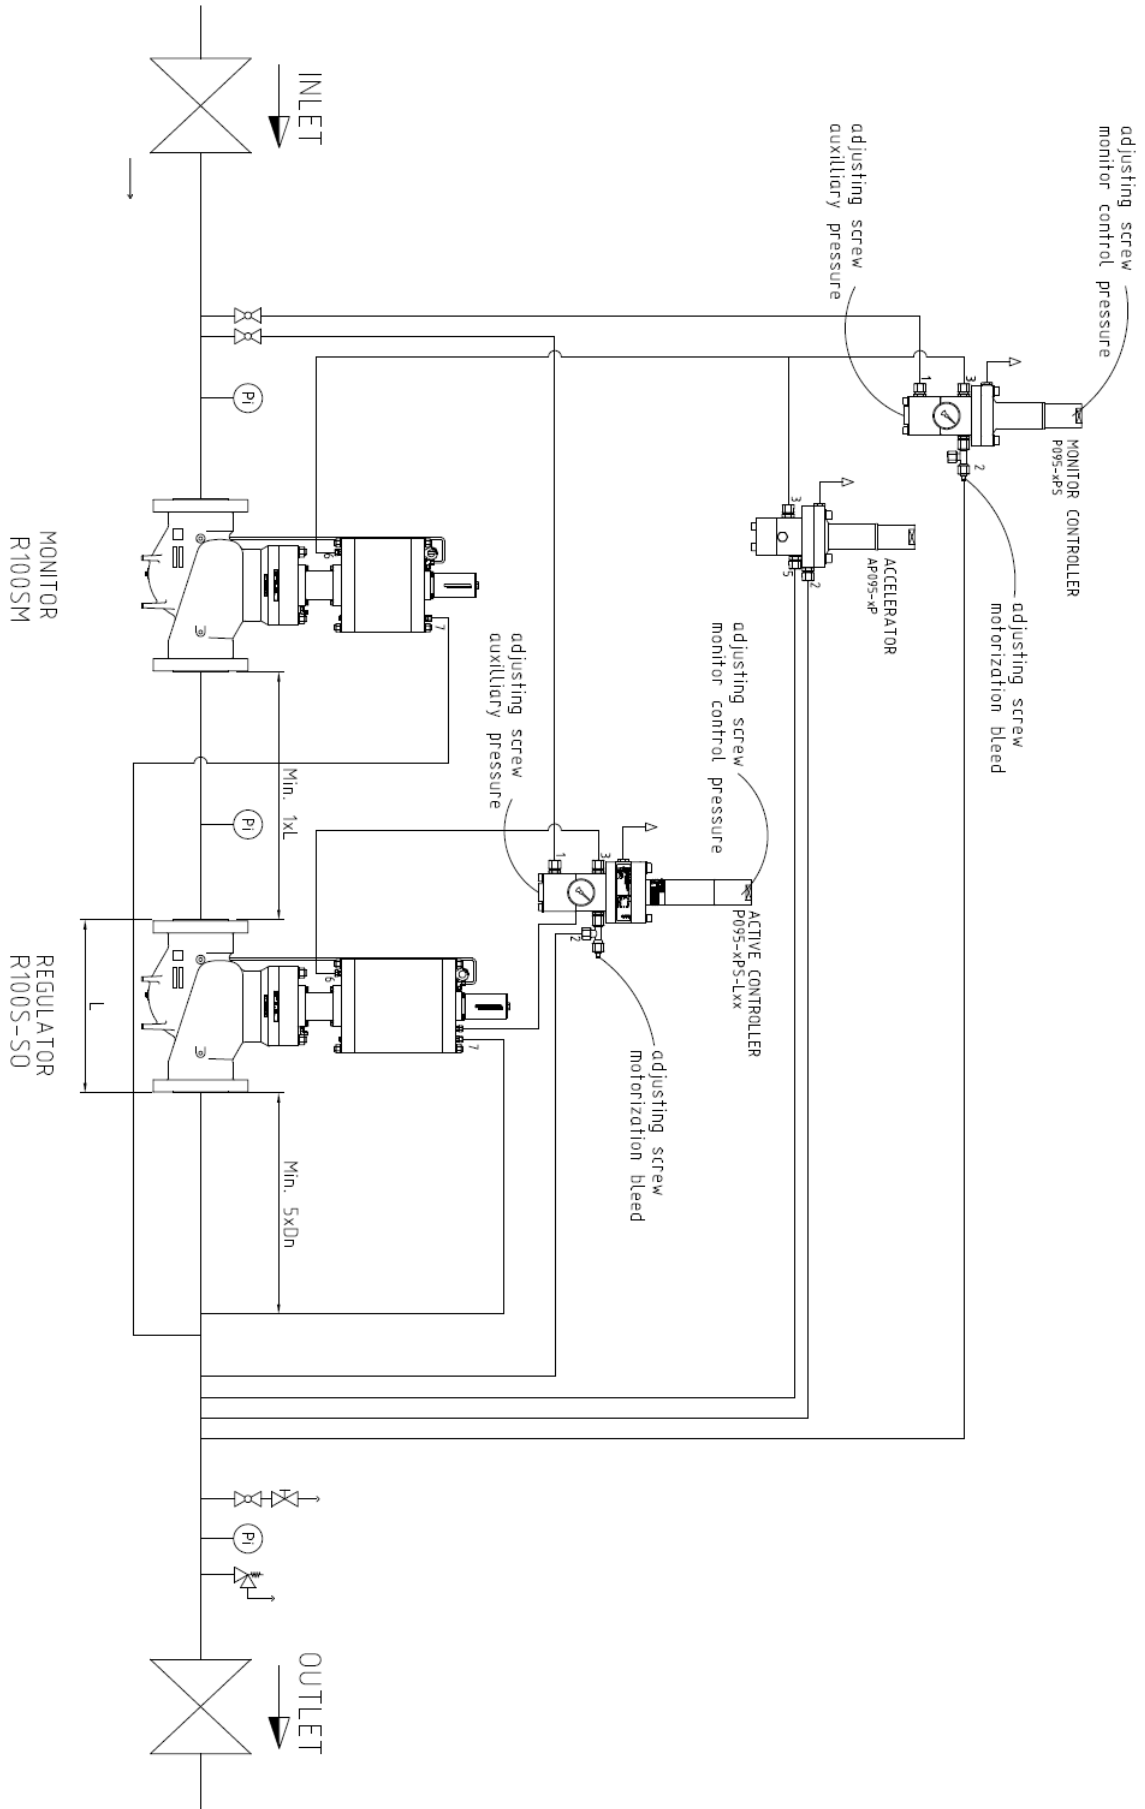 INLET
adjusting screw
monitor control pressure
adjusting screw
auxilliary pressure
3
1
2
MONITOR CONTROLLER
P095-xPS
adjusting screw
motorization bleed
3
5
2
ACCELERATOR
AP095-xP
Pi
6
7
MONITOR
R100SM
Min. 1xL
Pi
adjusting screw
monitor control pressure
adjusting screw
auxilliary pressure
3
1
2
ACTIVE CONTROLLER
P095-xPS-Lxx
adjusting screw
motorization bleed
6
7
L
REGULATOR
R100S-SO
Min. 5xDn
Pi
OUTLET